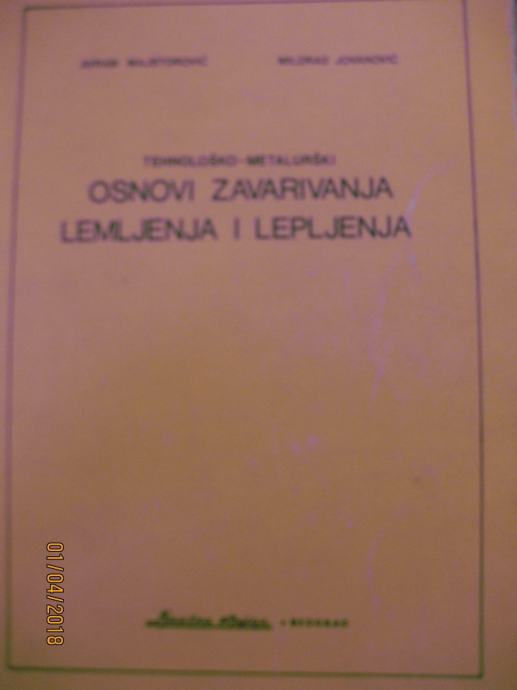 MILORAD JOVANOVIĆ
TEHNOLOŠKO-METALURŠKI
OSNOVI ZAVARIVANJA
LEMLJENJA I LEPLJENJA
BEOGRAD
01/04/2018